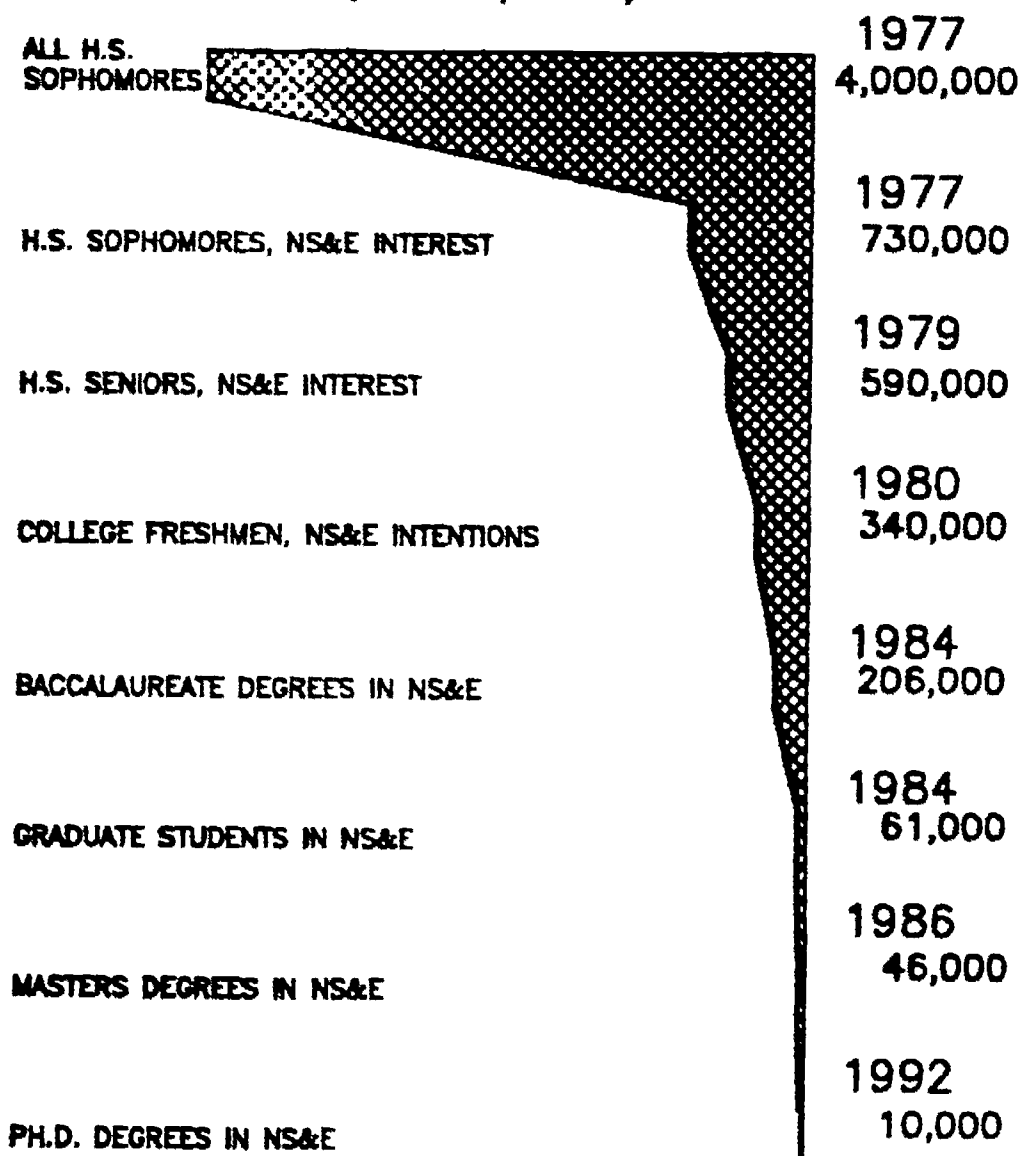 ALL H.S.
SOPHOMORES
1977
4,000,000
H.S. SOPHOMORES, NS&E INTEREST
1977
730,000
H.S. SENIORS, NS&E INTEREST
1979
590,000
COLLEGE FRESHMEN, NS&E INTENTIONS
1980
340,000
BACCALAUREATE DEGREES IN NS&E
1984
206,000
GRADUATE STUDENTS IN NS&E
1984
61,000
MASTERS DEGREES IN NS&E
1986
46,000
PH.D. DEGREES IN NS&E
1992
10,000